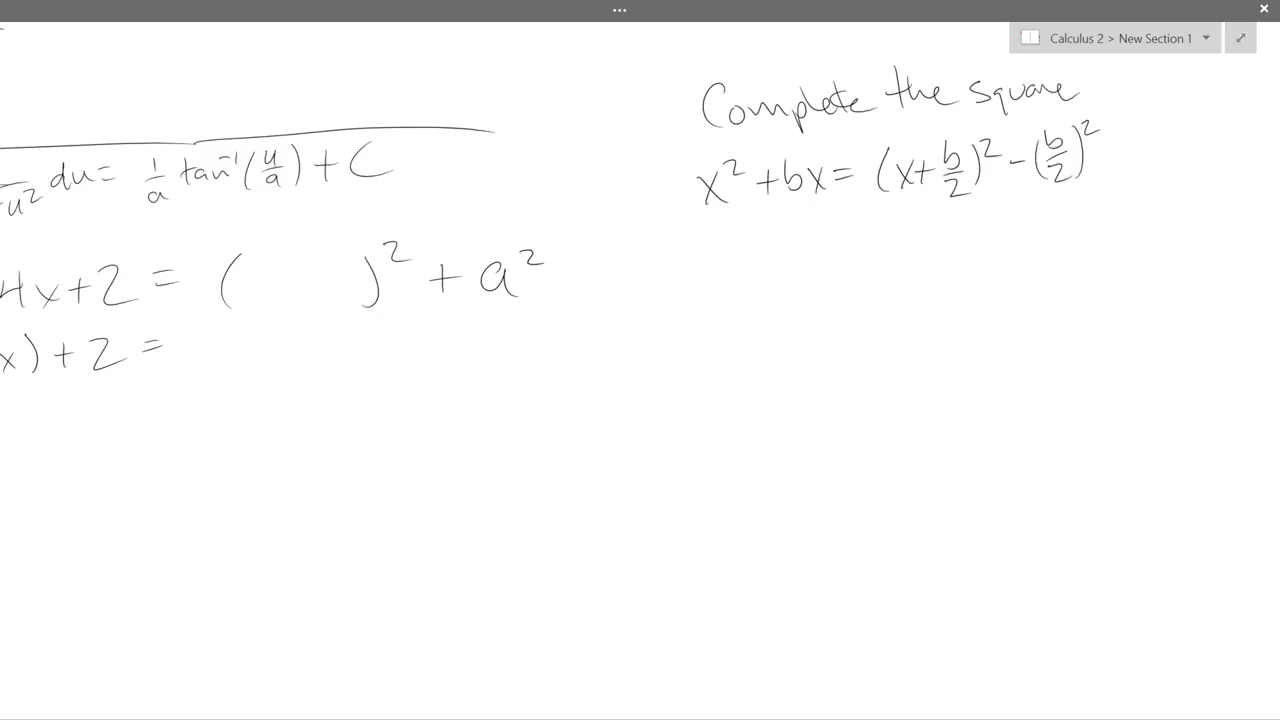 Calculus 2 > New Section 1
Complete the square
x² + bx = (x + b/2)² - (b/2)²
u² du = 1/a tan⁻¹(u/a) + C
4x + 2 = (       )² + a²
x) + 2 =